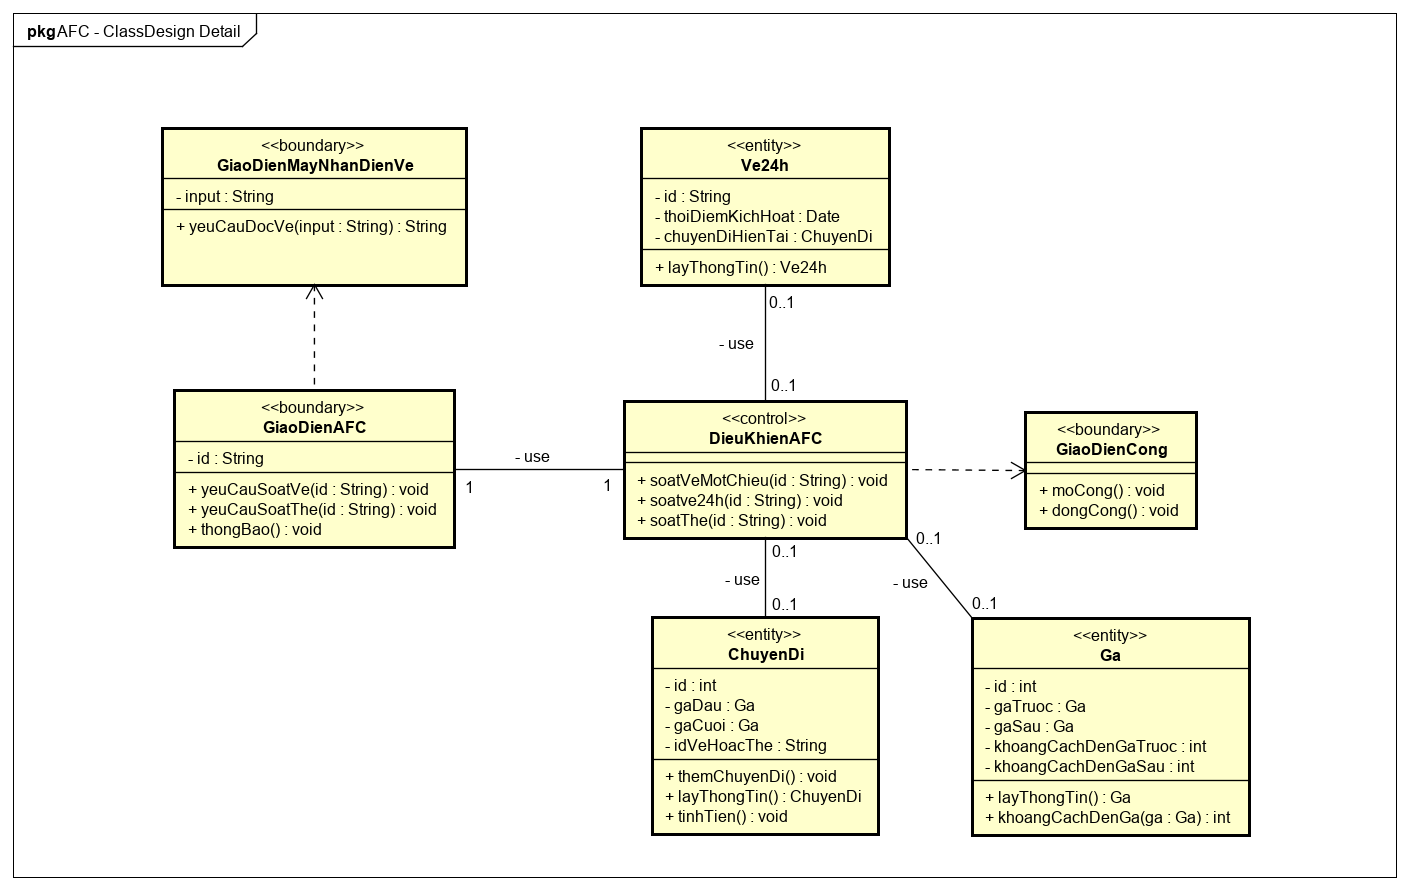 pkg AFC - ClassDesign Detail
<<boundary>>
GiaoDienMayNhanDienVe
- input : String
+ yeuCauDocVe(input : String) : String
<<entity>>
Ve24h
- id : String
- thoiDiemKichHoat : Date
- chuyenDiHienTai : ChuyenDi
+ layThongTin() : Ve24h
0..1
- use
0..1
<<boundary>>
GiaoDienAFC
- id : String
+ yeuCauSoatVe(id : String) : void
+ yeuCauSoatThe(id : String) : void
+ thongBao() : void
- use
1
1
<<control>>
DieuKhienAFC
+ soatVeMotChieu(id : String) : void
+ soatve24h(id : String) : void
+ soatThe(id : String) : void
<<boundary>>
GiaoDienCong
+ moCong() : void
+ dongCong() : void
0..1
- use
0..1
0..1
- use
0..1
<<entity>>
ChuyenDi
- id : int
- gaDau : Ga
- gaCuoi : Ga
- idVeHoacThe : String
+ themChuyenDi() : void
+ layThongTin() : ChuyenDi
+ tinhTien() : void
<<entity>>
Ga
- id : int
- gaTruoc : Ga
- gaSau : Ga
- khoangCachDenGaTruoc : int
- khoangCachDenGaSau : int
+ layThongTin() : Ga
+ khoangCachDenGa(ga : Ga) : int